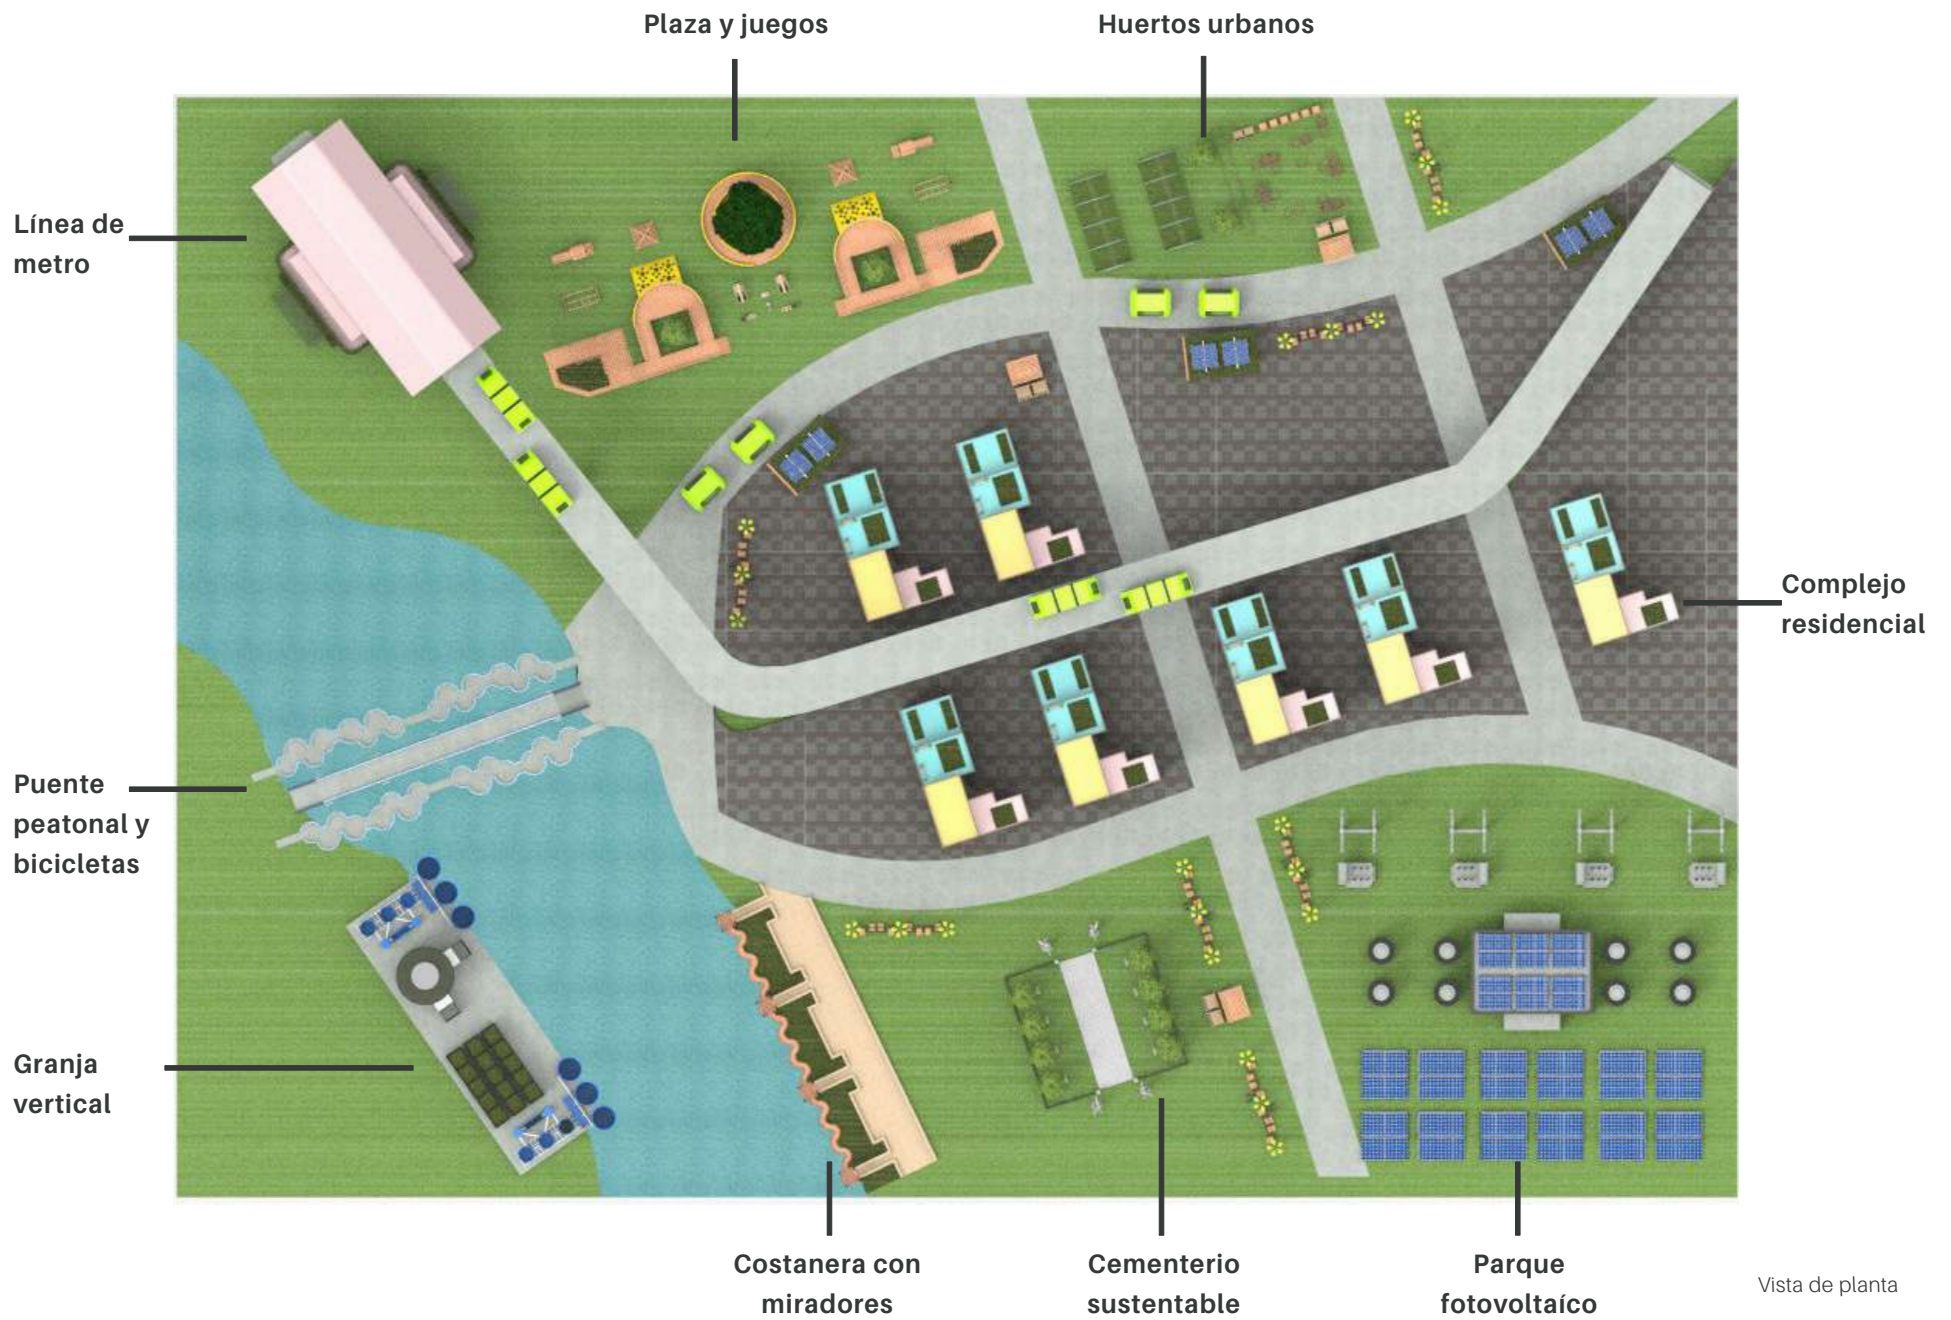 Plaza y juegos
Huertos urbanos
Línea de
metro
Complejo
residencial
Puente
peatonal y
bicicletas
Granja
vertical
Costanera con
miradores
Cementerio
sustentable
Parque
fotovoltaíco
Vista de planta